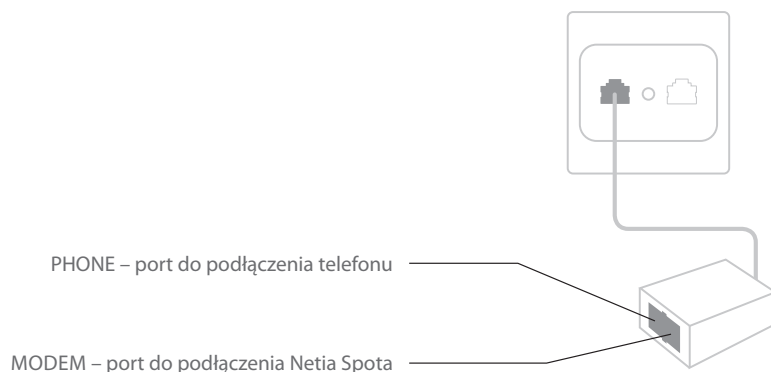 PHONE – port do podłączenia telefonu
MODEM – port do podłączenia Netia Spota